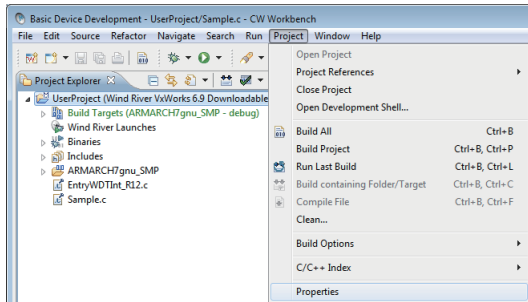 Basic Device Development - UserProject/Sample.c - CW Workbench
File Edit Source Refactor Navigate Search Run Project Window Help
Project Explorer
UserProject (Wind River VxWorks 6.9 Downloadable
Build Targets (ARMARCH7gnu_SMP - debug)
Wind River Launches
Binaries
Includes
ARMARCH7gnu_SMP
EntryWDTInt_R12.c
Sample.c
Open Project
Project References
Close Project
Open Development Shell...
Build All Ctrl+B
Build Project Ctrl+B, Ctrl+P
Run Last Build Ctrl+B, Ctrl+L
Build containing Folder/Target Ctrl+B, Ctrl+C
Compile File Ctrl+B, Ctrl+F
Clean...
Build Options
C/C++ Index
Properties